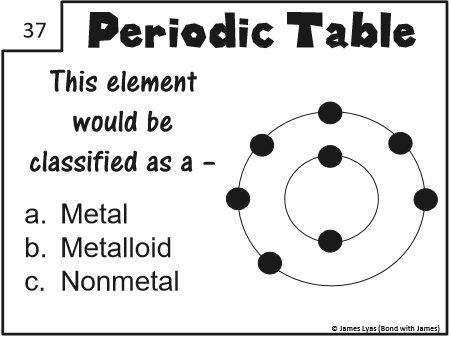 37
Periodic Table
This element
would be
classified as a -
a. Metal
b. Metalloid
c. Nonmetal
© James Lyas (Bond with James)